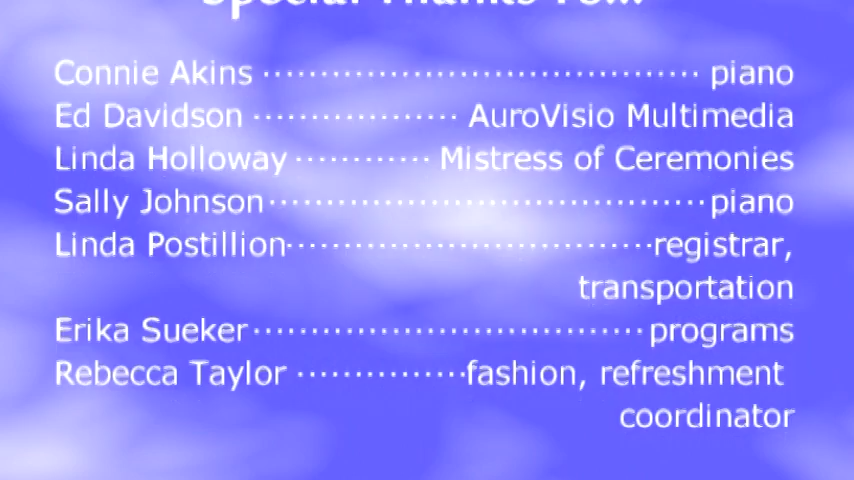 Special Thanks To...
Connie Akins ······································ piano
Ed Davidson ·················· AuroVisio Multimedia
Linda Holloway ············ Mistress of Ceremonies
Sally Johnson······································ piano
Linda Postillion································registrar,
transportation
Erika Sueker·································· programs
Rebecca Taylor ···············fashion, refreshment
coordinator